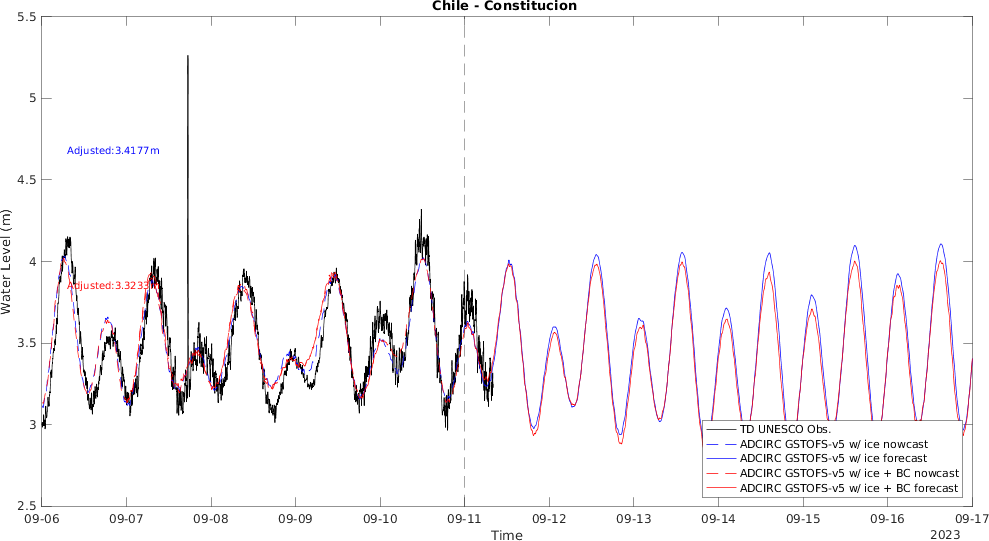 Chile - Constitucion
5.5
5
4.5
4
3.5
3
2.5
Water Level (m)
Adjusted:3.4177m
Adjusted:3.3233m
TD UNESCO Obs.
ADCIRC GSTOFS-v5 w/ ice nowcast
ADCIRC GSTOFS-v5 w/ ice forecast
ADCIRC GSTOFS-v5 w/ ice + BC nowcast
ADCIRC GSTOFS-v5 w/ ice + BC forecast
09-06 09-07 09-08 09-09 09-10 09-11 09-12 09-13 09-14 09-15 09-16 09-17
Time
2023